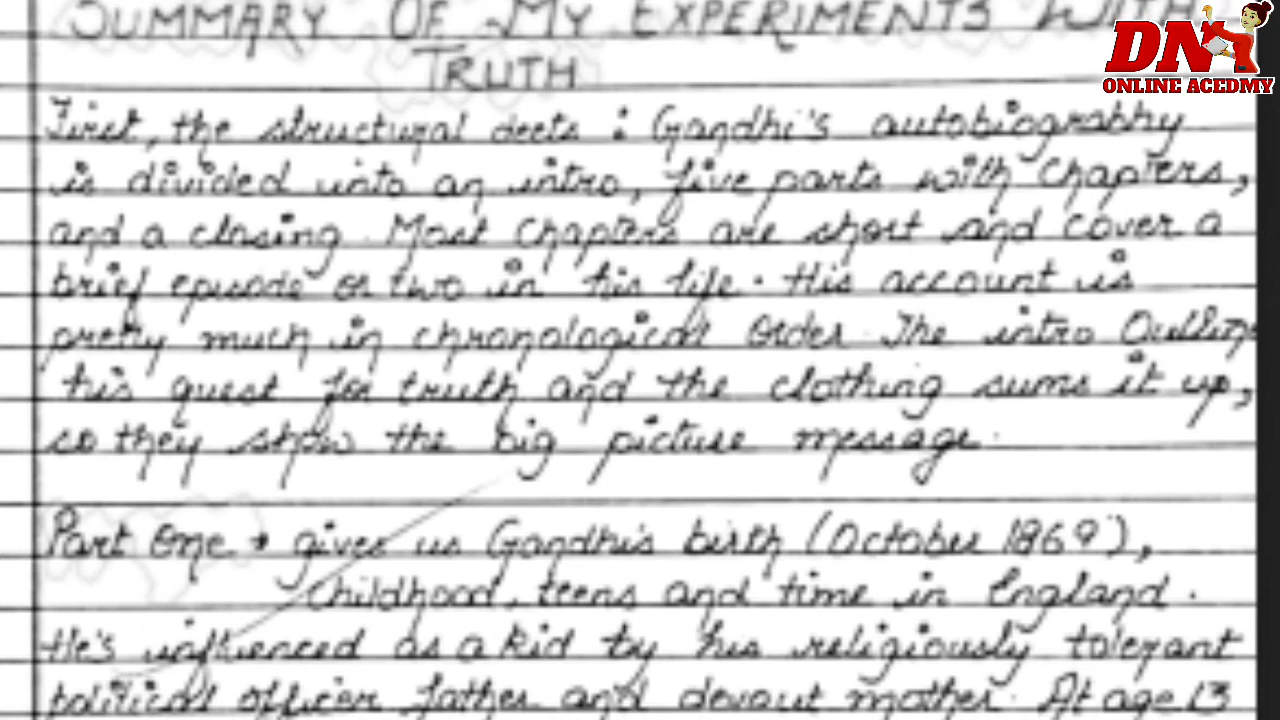 SUMMARY OF MY EXPERIMENTS WITH
TRUTH
DNA
ONLINE ACEDMY
First, the structural deets : Gandhi's autobiography
is divided into an intro, five parts with chapters,
and a closing. Most chapters are short and cover a
brief episode or two in his life. His account is
pretty much in chronological order. The intro Outlines
his quest for truth and the clothing sums it up,
so they show the big picture message.
Part One → gives us Gandhi's birth (October 1869),
childhood, teens and time in England.
He's influenced as a kid by his religiously tolerant
political officer father and devout mother. At age 13